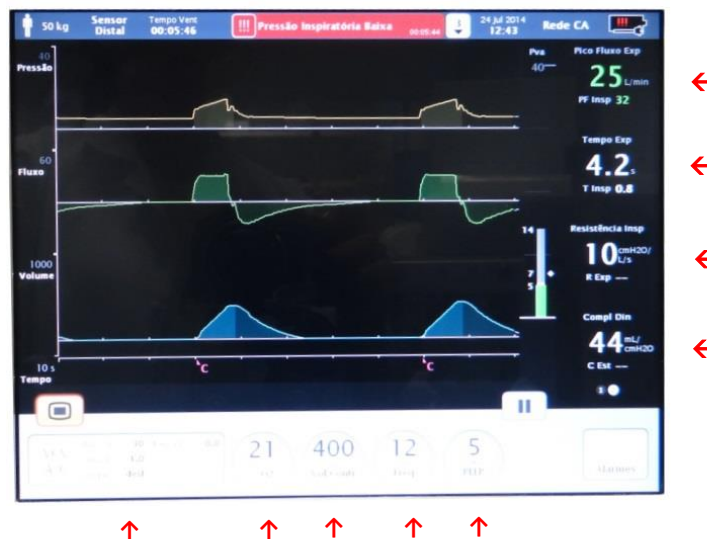 50 kg
Sensor
Distal
Tempo Vent
00:05:46
!!! Pressão Inspiratória Baixa
00:05:44
24 Jul 2014
12:43
Rede CA
!!!
Pva
40
Pico Fluxo Exp
25 L/min
PF Insp 32
Tempo Exp
4.2 s
T Insp 0.8
14
7
5
Resistência Insp
10 cmH2O/
L/s
R Exp ---
Compl Din
44 mL/
cmH2O
C Est ---
40
Pressão
60
Fluxo
1000
Volume
10 s
Tempo
C
C
21
400
12
5
PEEP
Alarmes